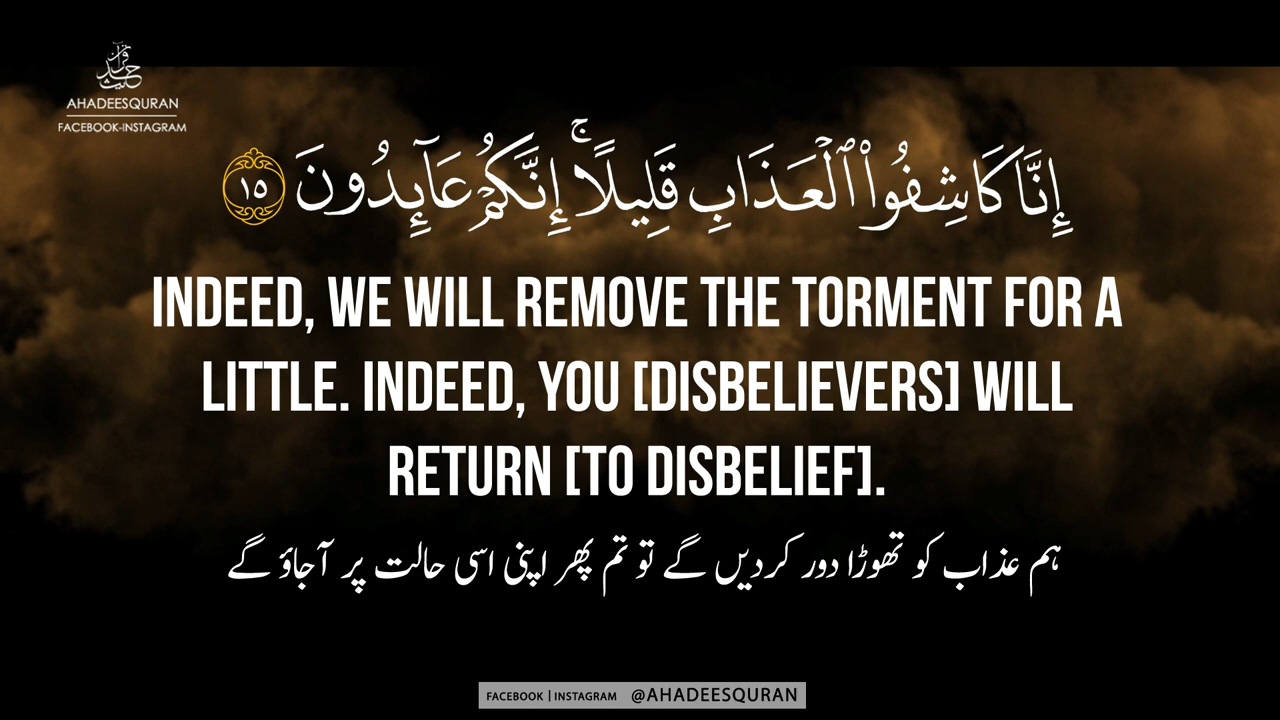 قرآن حدیث
AHADEESQURAN
FACEBOOK-INSTAGRAM
إِنَّا كَاشِفُوا۟ ٱلْعَذَابِ قَلِيلًا ۚ إِنَّكُمْ عَآئِدُونَ ١٥
INDEED, WE WILL REMOVE THE TORMENT FOR A
LITTLE. INDEED, YOU [DISBELIEVERS] WILL
RETURN [TO DISBELIEF].
ہم عذاب کو تھوڑا دور کردیں گے تو تم پھر اپنی اسی حالت پر آجاؤ گے
FACEBOOK | INSTAGRAM @AHADEESQURAN